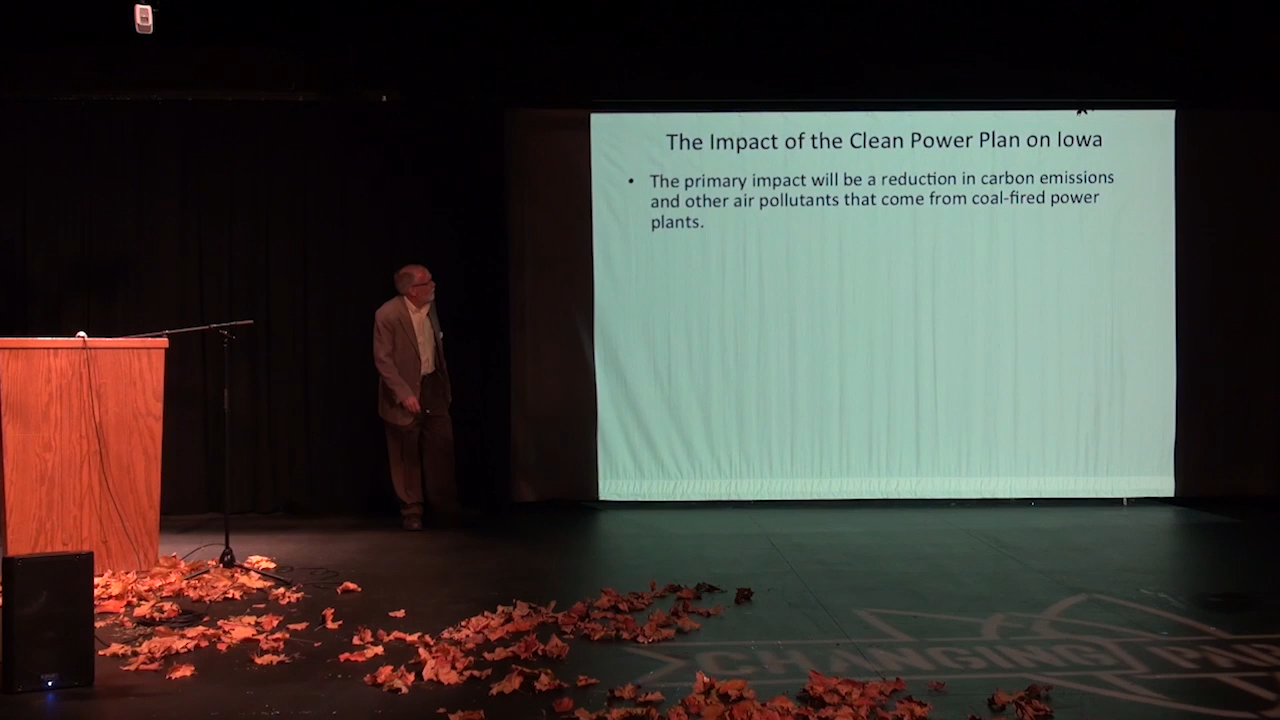 The Impact of the Clean Power Plan on Iowa
• The primary impact will be a reduction in carbon emissions
and other air pollutants that come from coal-fired power
plants.
CHANGING